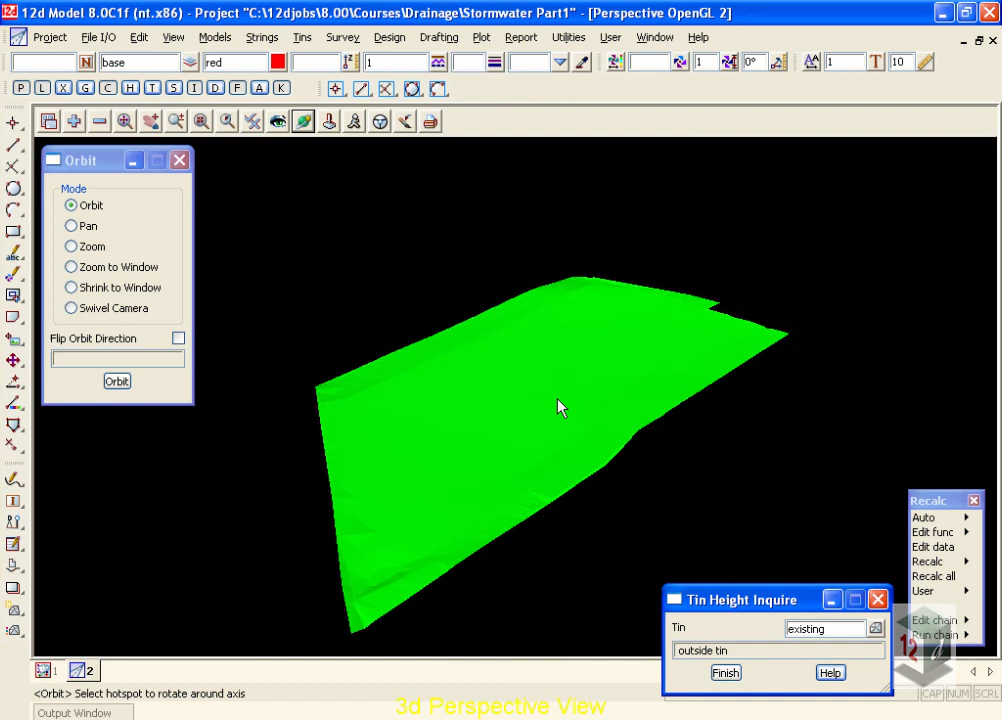 12d Model 8.0C1f (nt.x86) - Project "C:\12djobs\8.00\Courses\Drainage\Stormwater Part1" - [Perspective OpenGL 2]
Project File I/O Edit View Models Strings Tins Survey Design Drafting Plot Report Utilities User Window Help
N base red 1 1 0° 1 T 10
P L X G C H T S I D F A K
Orbit
Mode
Orbit
Pan
Zoom
Zoom to Window
Shrink to Window
Swivel Camera
Flip Orbit Direction
Orbit
Recalc
Auto
Edit func
Edit data
Recalc
Recalc all
User
Edit chain
Run chain
Tin Height Inquire
Tin existing
outside tin
Finish Help
1 2
<Orbit> Select hotspot to rotate around axis
CAP NUM SCRL
Output Window
3d Perspective View
12d